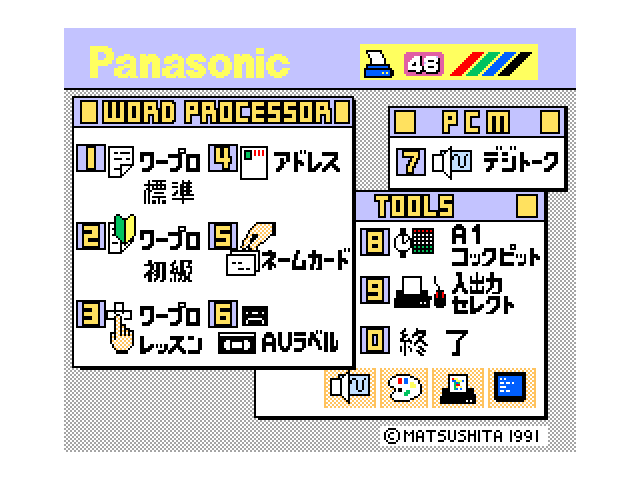 Panasonic
48
WORD PROCESSOR
1 ワープロ
標準
2 ワープロ
初級
3 ワープロ
レッスン
4 アドレス
5 ネームカード
6 AVラベル
PCM
7 デジトーク
TOOLS
8 A1
コックピット
9 入出力
セレクト
0 終了
©MATSUSHITA 1991